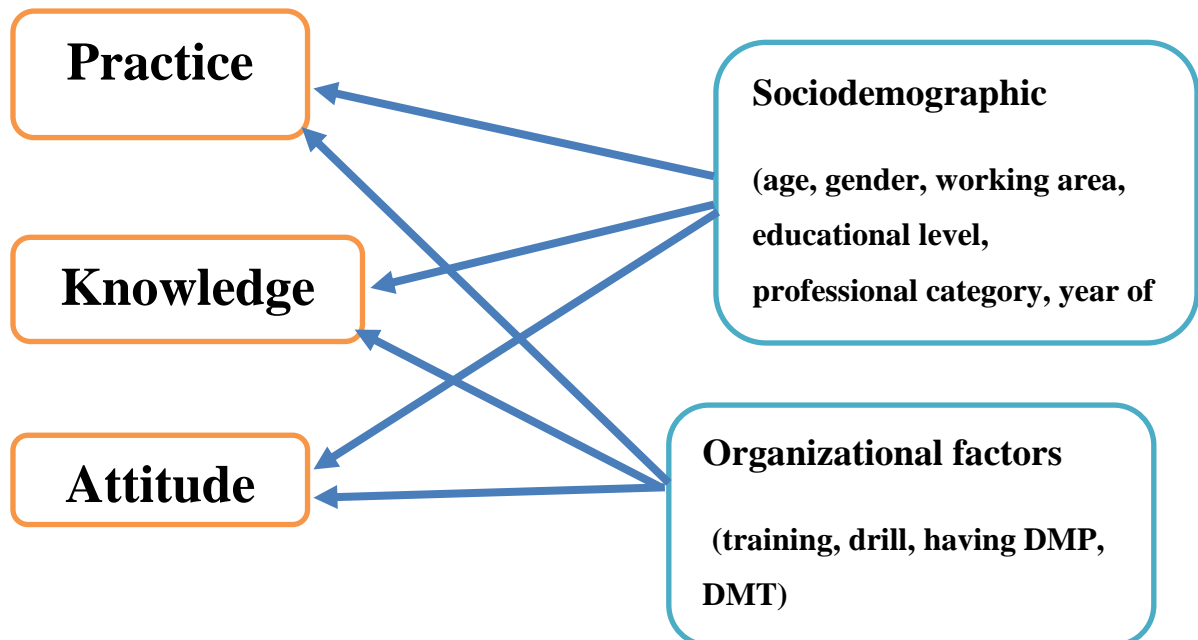 Practice
Knowledge
Attitude
Sociodemographic
(age, gender, working area,
educational level,
professional category, year of
Organizational factors
(training, drill, having DMP,
DMT)